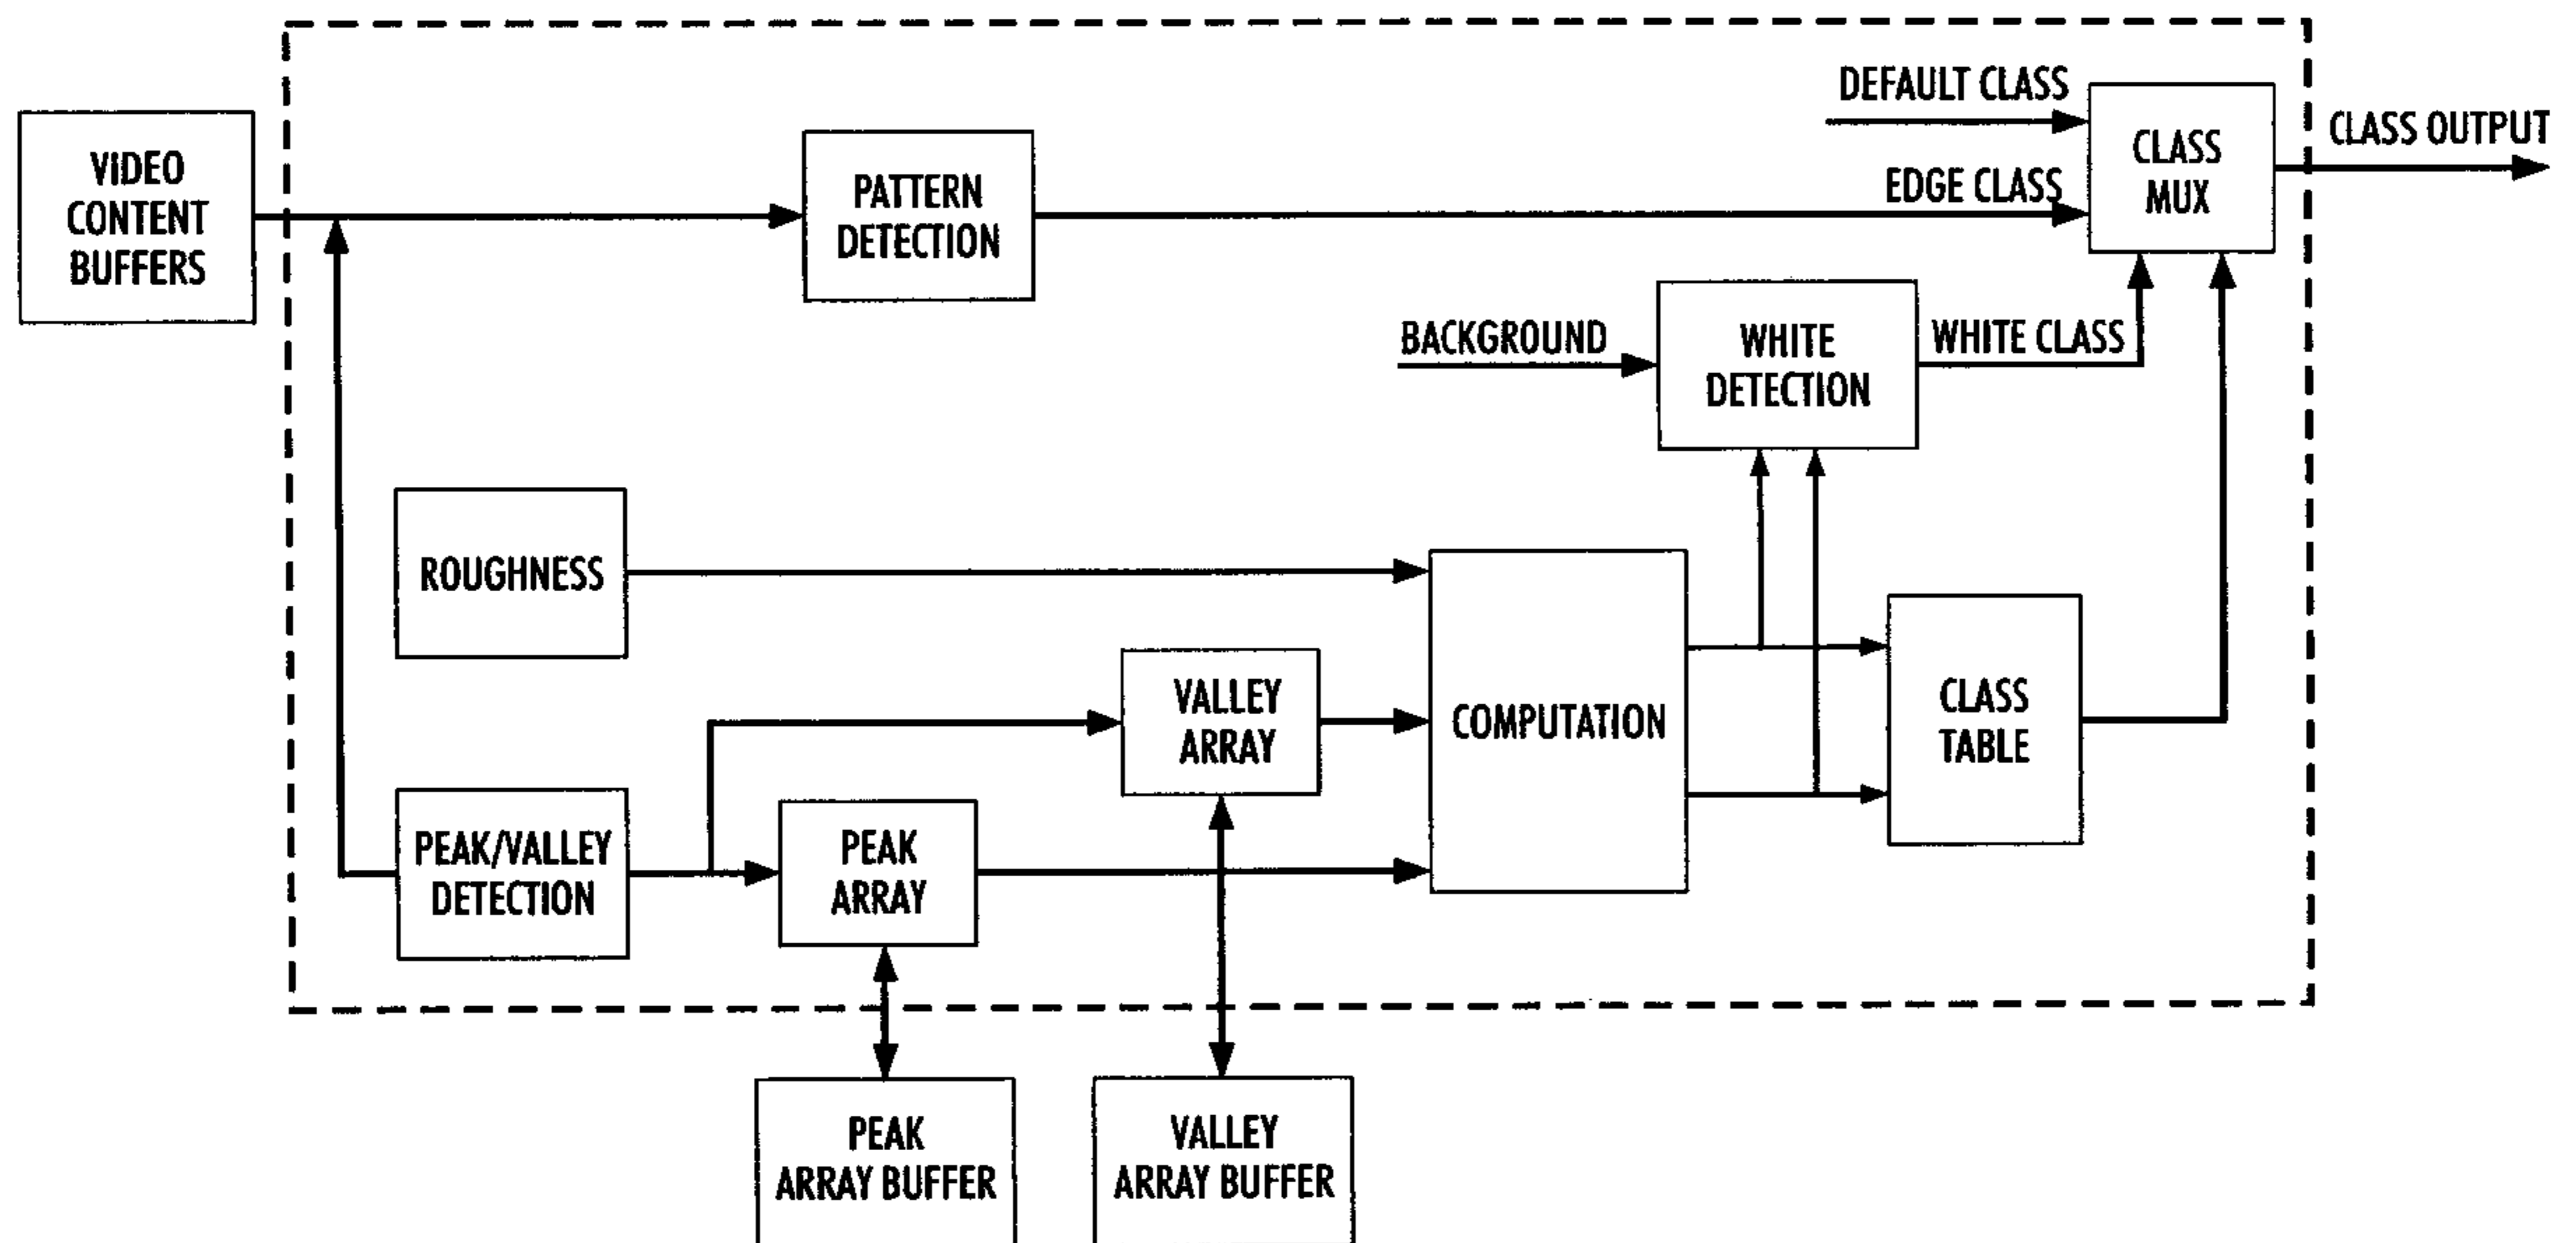 VIDEO
CONTENT
BUFFERS
PATTERN
DETECTION
DEFAULT CLASS
EDGE CLASS
CLASS
MUX
CLASS OUTPUT
BACKGROUND
WHITE
DETECTION
WHITE CLASS
ROUGHNESS
VALLEY
ARRAY
COMPUTATION
CLASS
TABLE
PEAK/VALLEY
DETECTION
PEAK
ARRAY
PEAK
ARRAY BUFFER
VALLEY
ARRAY BUFFER